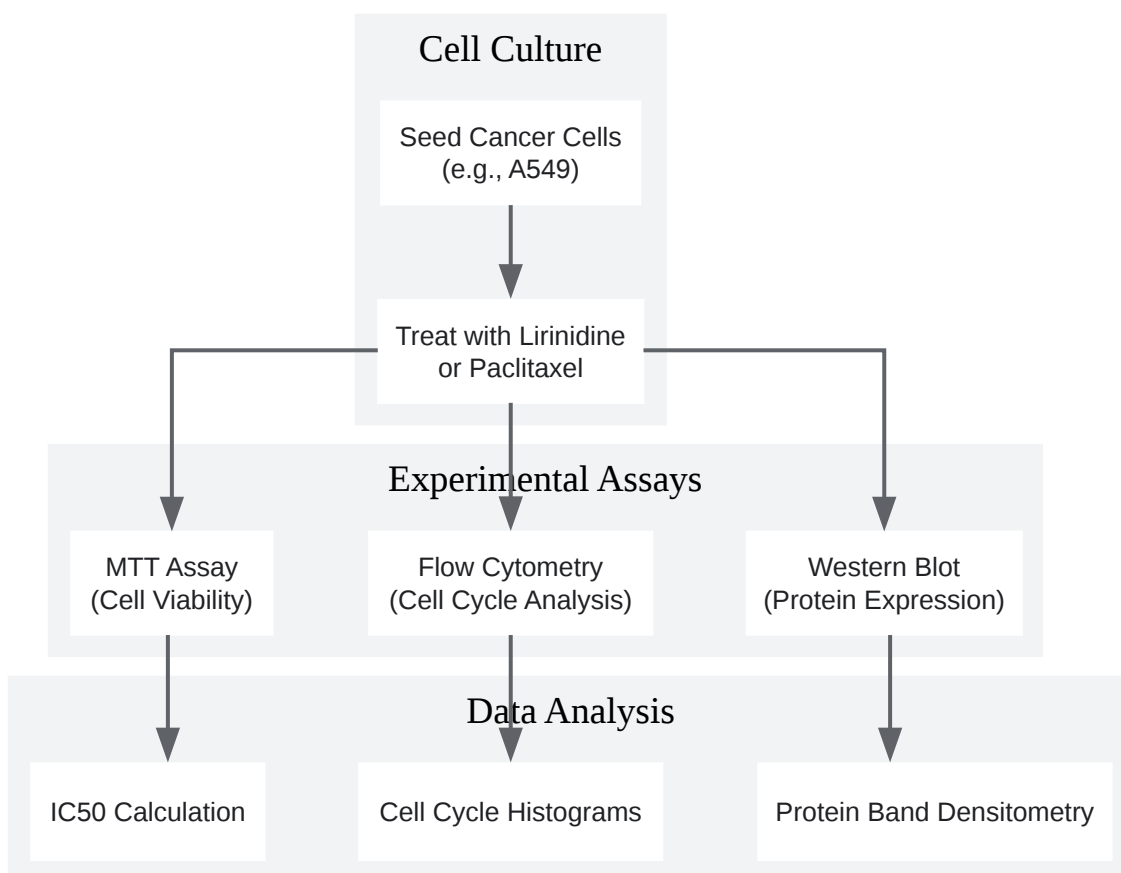 Cell Culture
Seed Cancer Cells
(e.g., A549)
Treat with Lirinidine
or Paclitaxel
Experimental Assays
MTT Assay
(Cell Viability)
Flow Cytometry
(Cell Cycle Analysis)
Western Blot
(Protein Expression)
Data Analysis
IC50 Calculation
Cell Cycle Histograms
Protein Band Densitometry